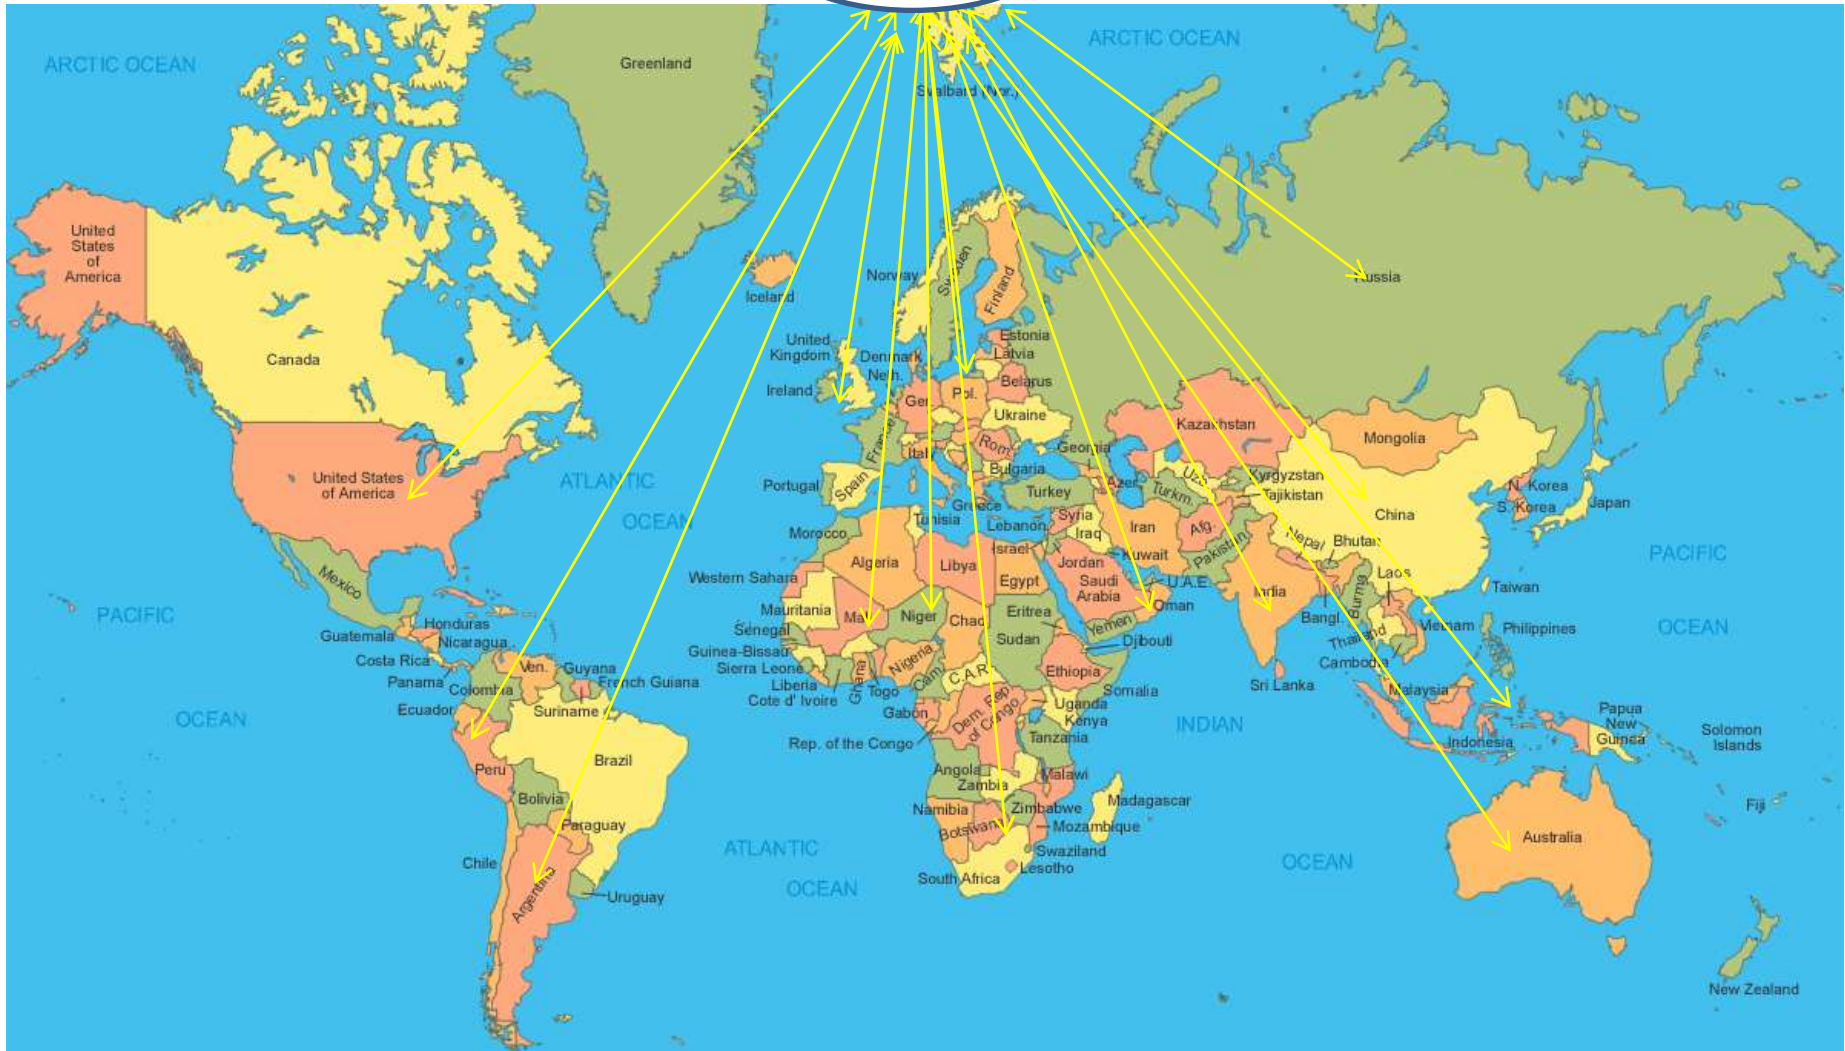 ARCTIC OCEAN
Greenland
ARCTIC OCEAN
Svalbard (Nor.)
United
States
of
America
Canada
Iceland
Norway
Sweden
Finland
Russia
United
Kingdom
Ireland
Denmark
Neth.
Estonia
Latvia
Belarus
Ger.
Pol.
Ukraine
France
Rom.
Italy
Bulgaria
Georgia
Kazakhstan
Mongolia
United States
of America
ATLANTIC
OCEAN
Portugal
Spain
Greece
Turkey
Azer.
Turkm.
Uzb.
Kyrgyzstan
Tajikistan
China
N. Korea
S. Korea
Japan
Morocco
Tunisia
Lebanon
Syria
Iraq
Iran
Afg.
Pakistan
Nepal
Bhutan
Israel
Kuwait
Jordan
Algeria
Libya
Egypt
Saudi
Arabia
U.A.E.
Oman
India
Bangl.
Burma
Laos
Taiwan
PACIFIC
OCEAN
Mexico
Western Sahara
Mauritania
Mali
Niger
Chad
Sudan
Eritrea
Yemen
Djibouti
Thailand
Vietnam
Cambodia
Philippines
PACIFIC
OCEAN
Honduras
Guatemala
Nicaragua
Costa Rica
Panama
Ven.
Guyana
French Guiana
Colombia
Suriname
Ecuador
Senegal
Guinea-Bissau
Sierra Leone
Liberia
Cote d' Ivoire
Ghana
Togo
Nigeria
Cam.
C.A.R.
Ethiopia
Somalia
Gabon
Dem. Rep.
of Congo
Uganda
Kenya
Rep. of the Congo
Tanzania
Sri Lanka
Malaysia
Indonesia
INDIAN
OCEAN
Papua
New
Guinea
Solomon
Islands
Peru
Brazil
Bolivia
Paraguay
Chile
Argentina
Uruguay
ATLANTIC
OCEAN
Angola
Zambia
Malawi
Namibia
Zimbabwe
Botswana
Mozambique
Madagascar
Swaziland
Lesotho
South Africa
Australia
Fiji
New Zealand